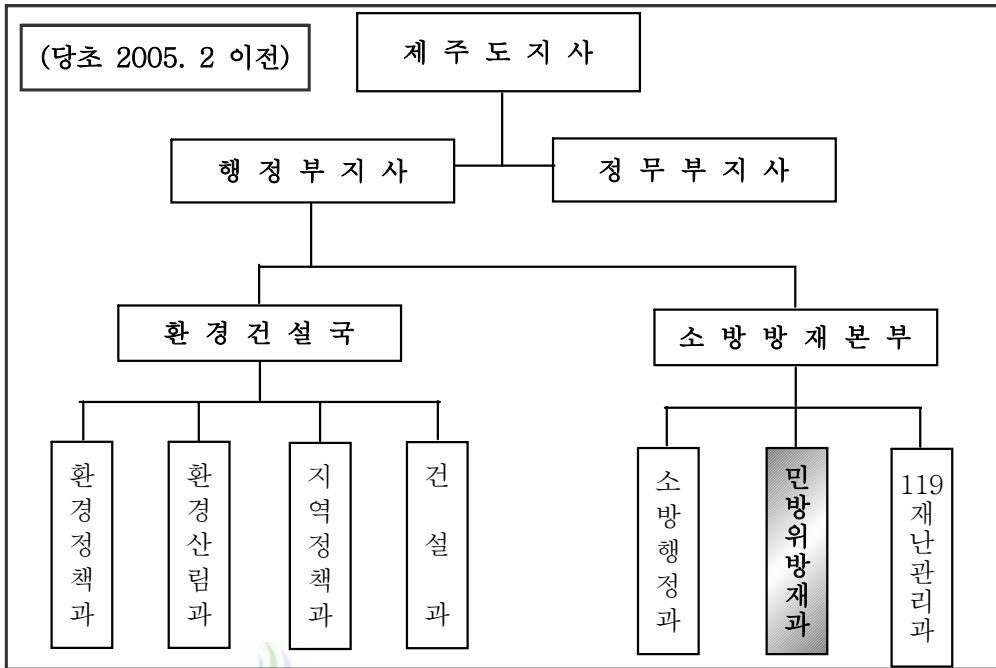 (당초 2005. 2 이전)
제 주 도 지 사
행 정 부 지 사
정 무 부 지 사
환 경 건 설 국
소 방 방 재 본 부
환경정책과
환경산림과
지역정책과
건설과
소방행정과
민방위방재과
119
재난관리과